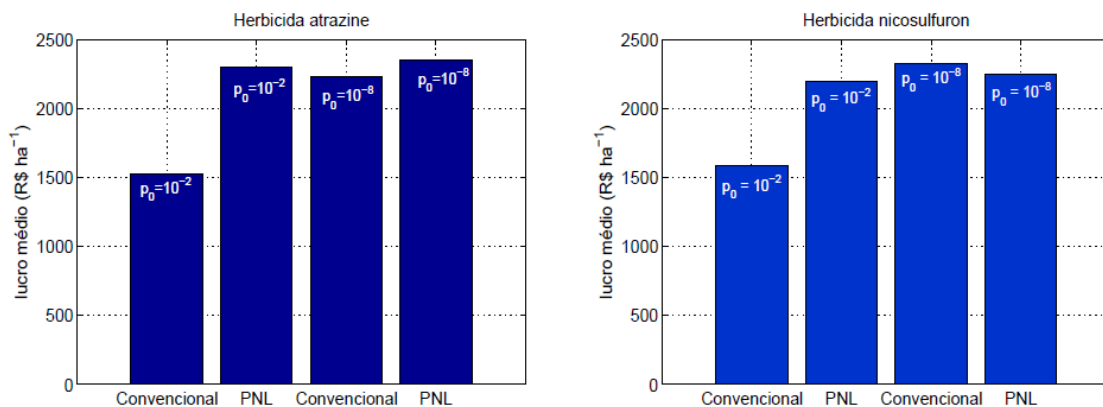 Herbicida atrazine
lucro médio (R$ ha⁻¹)
2500
2000
1500
1000
500
0
p₀=10⁻²
p₀=10⁻²
p₀=10⁻⁸
p₀=10⁻⁸
Convencional PNL Convencional PNL
Herbicida nicosulfuron
lucro médio (R$ ha⁻¹)
2500
2000
1500
1000
500
0
p₀ = 10⁻²
p₀ = 10⁻²
p₀ = 10⁻⁸
p₀ = 10⁻⁸
Convencional PNL Convencional PNL